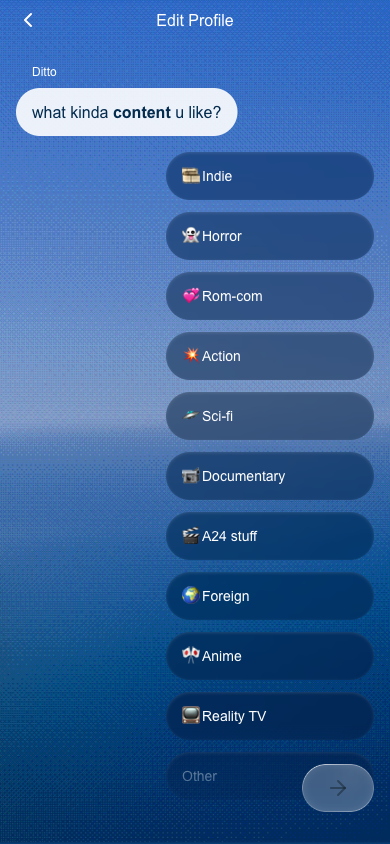 Edit Profile
Ditto
what kinda content u like?
Indie
Horror
Rom-com
Action
Sci-fi
Documentary
A24 stuff
Foreign
Anime
Reality TV
Other